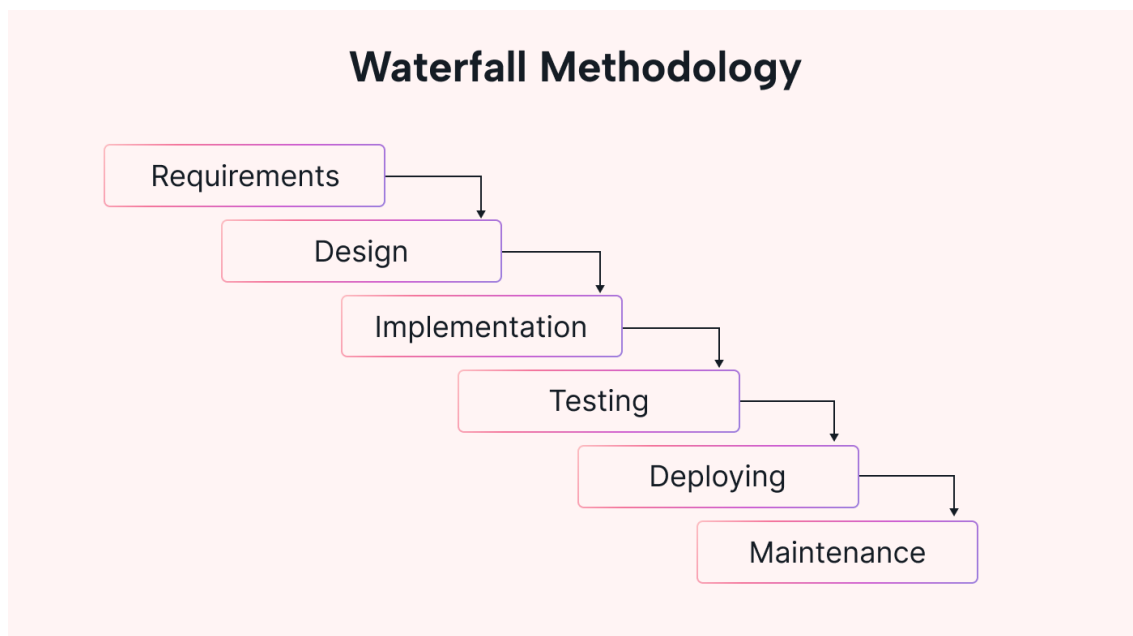 Waterfall Methodology
Requirements
Design
Implementation
Testing
Deploying
Maintenance